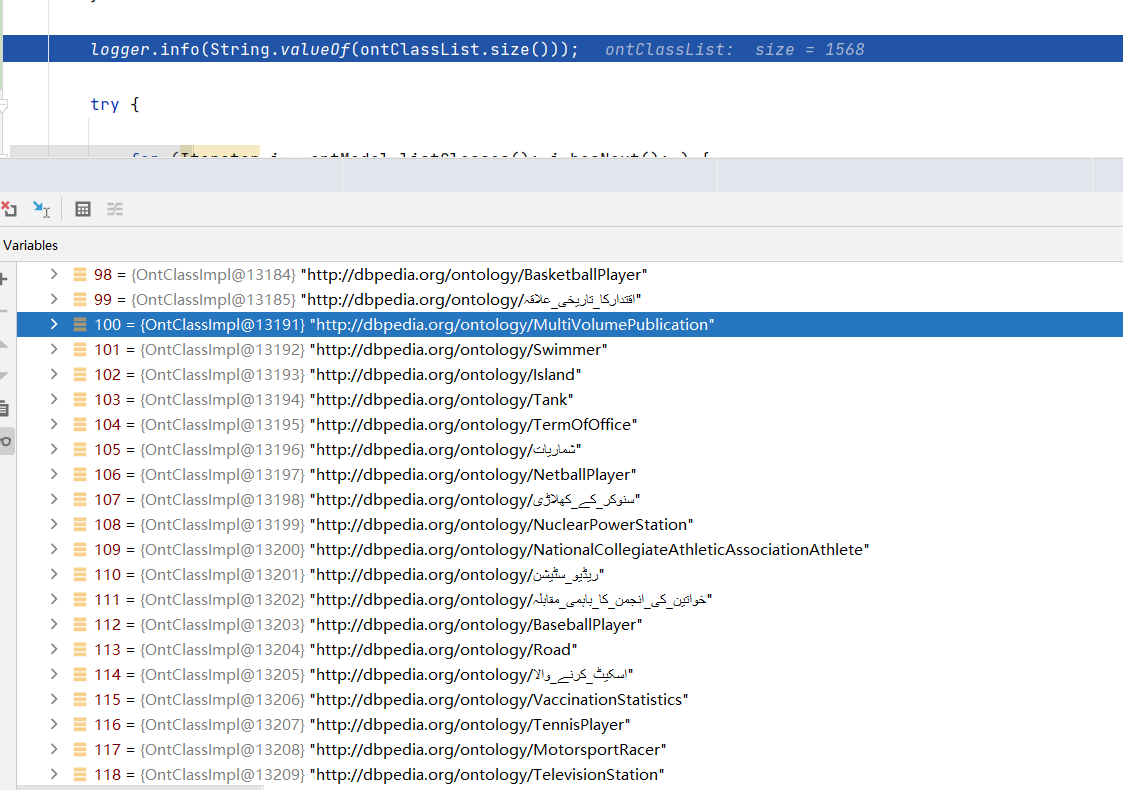 logger.info(String.valueOf(ontClassList.size())); ontClassList: size = 1568
try {
for (Iterator i = ontModel.listClasses(); i.hasNext(); ) {
Variables
98 = {OntClassImpl@13184} "http://dbpedia.org/ontology/BasketballPlayer"
99 = {OntClassImpl@13185} "http://dbpedia.org/ontology/اقتدارکا_تاریخی_علاقہ"
100 = {OntClassImpl@13191} "http://dbpedia.org/ontology/MultiVolumePublication"
101 = {OntClassImpl@13192} "http://dbpedia.org/ontology/Swimmer"
102 = {OntClassImpl@13193} "http://dbpedia.org/ontology/Island"
103 = {OntClassImpl@13194} "http://dbpedia.org/ontology/Tank"
104 = {OntClassImpl@13195} "http://dbpedia.org/ontology/TermOfOffice"
105 = {OntClassImpl@13196} "http://dbpedia.org/ontology/شماریات"
106 = {OntClassImpl@13197} "http://dbpedia.org/ontology/NetballPlayer"
107 = {OntClassImpl@13198} "http://dbpedia.org/ontology/سنوکر_کے_کھلاڑی"
108 = {OntClassImpl@13199} "http://dbpedia.org/ontology/NuclearPowerStation"
109 = {OntClassImpl@13200} "http://dbpedia.org/ontology/NationalCollegiateAthleticAssociationAthlete"
110 = {OntClassImpl@13201} "http://dbpedia.org/ontology/ریڈیو_سٹیشن"
111 = {OntClassImpl@13202} "http://dbpedia.org/ontology/خواتین_کی_انجمن_کا_باہمی_مقابلہ"
112 = {OntClassImpl@13203} "http://dbpedia.org/ontology/BaseballPlayer"
113 = {OntClassImpl@13204} "http://dbpedia.org/ontology/Road"
114 = {OntClassImpl@13205} "http://dbpedia.org/ontology/اسکیٹ_کرنے_والا"
115 = {OntClassImpl@13206} "http://dbpedia.org/ontology/VaccinationStatistics"
116 = {OntClassImpl@13207} "http://dbpedia.org/ontology/TennisPlayer"
117 = {OntClassImpl@13208} "http://dbpedia.org/ontology/MotorsportRacer"
118 = {OntClassImpl@13209} "http://dbpedia.org/ontology/TelevisionStation"